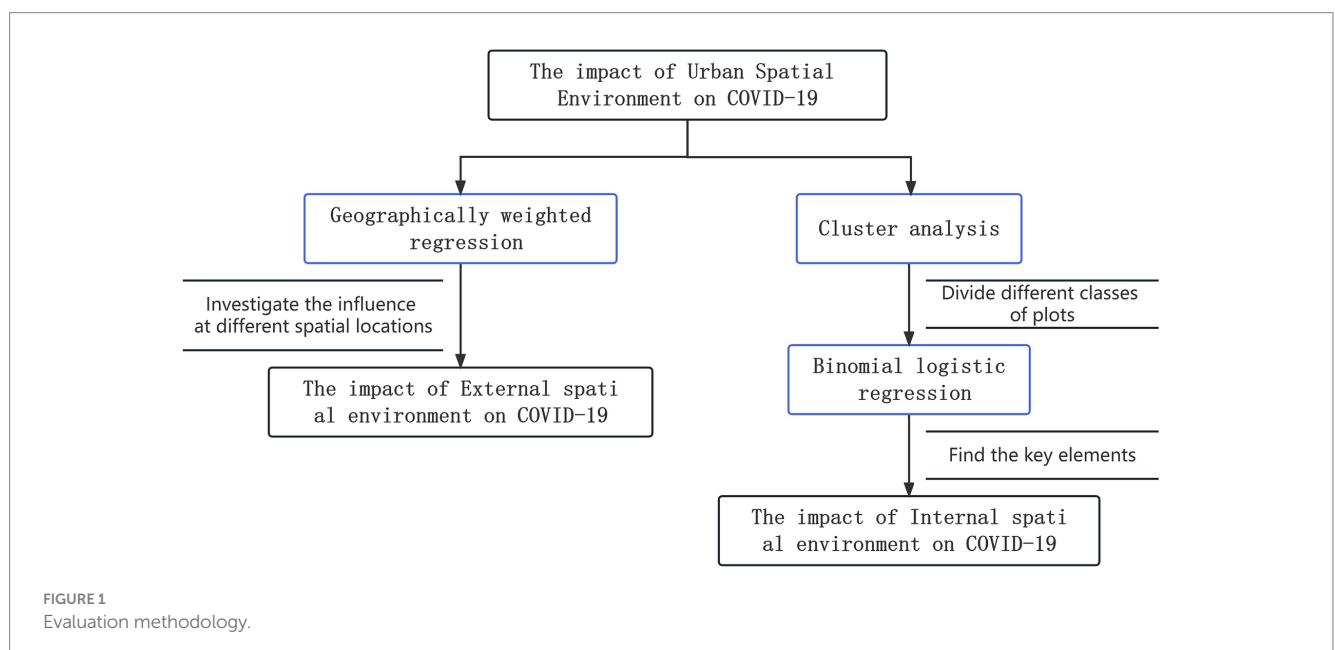 The impact of Urban Spatial
Environment on COVID-19
Geographically weighted
regression
Cluster analysis
Investigate the influence
at different spatial locations
Divide different classes
of plots
Binomial logistic
regression
The impact of External spati
al environment on COVID-19
Find the key elements
The impact of Internal spati
al environment on COVID-19
FIGURE 1
Evaluation methodology.